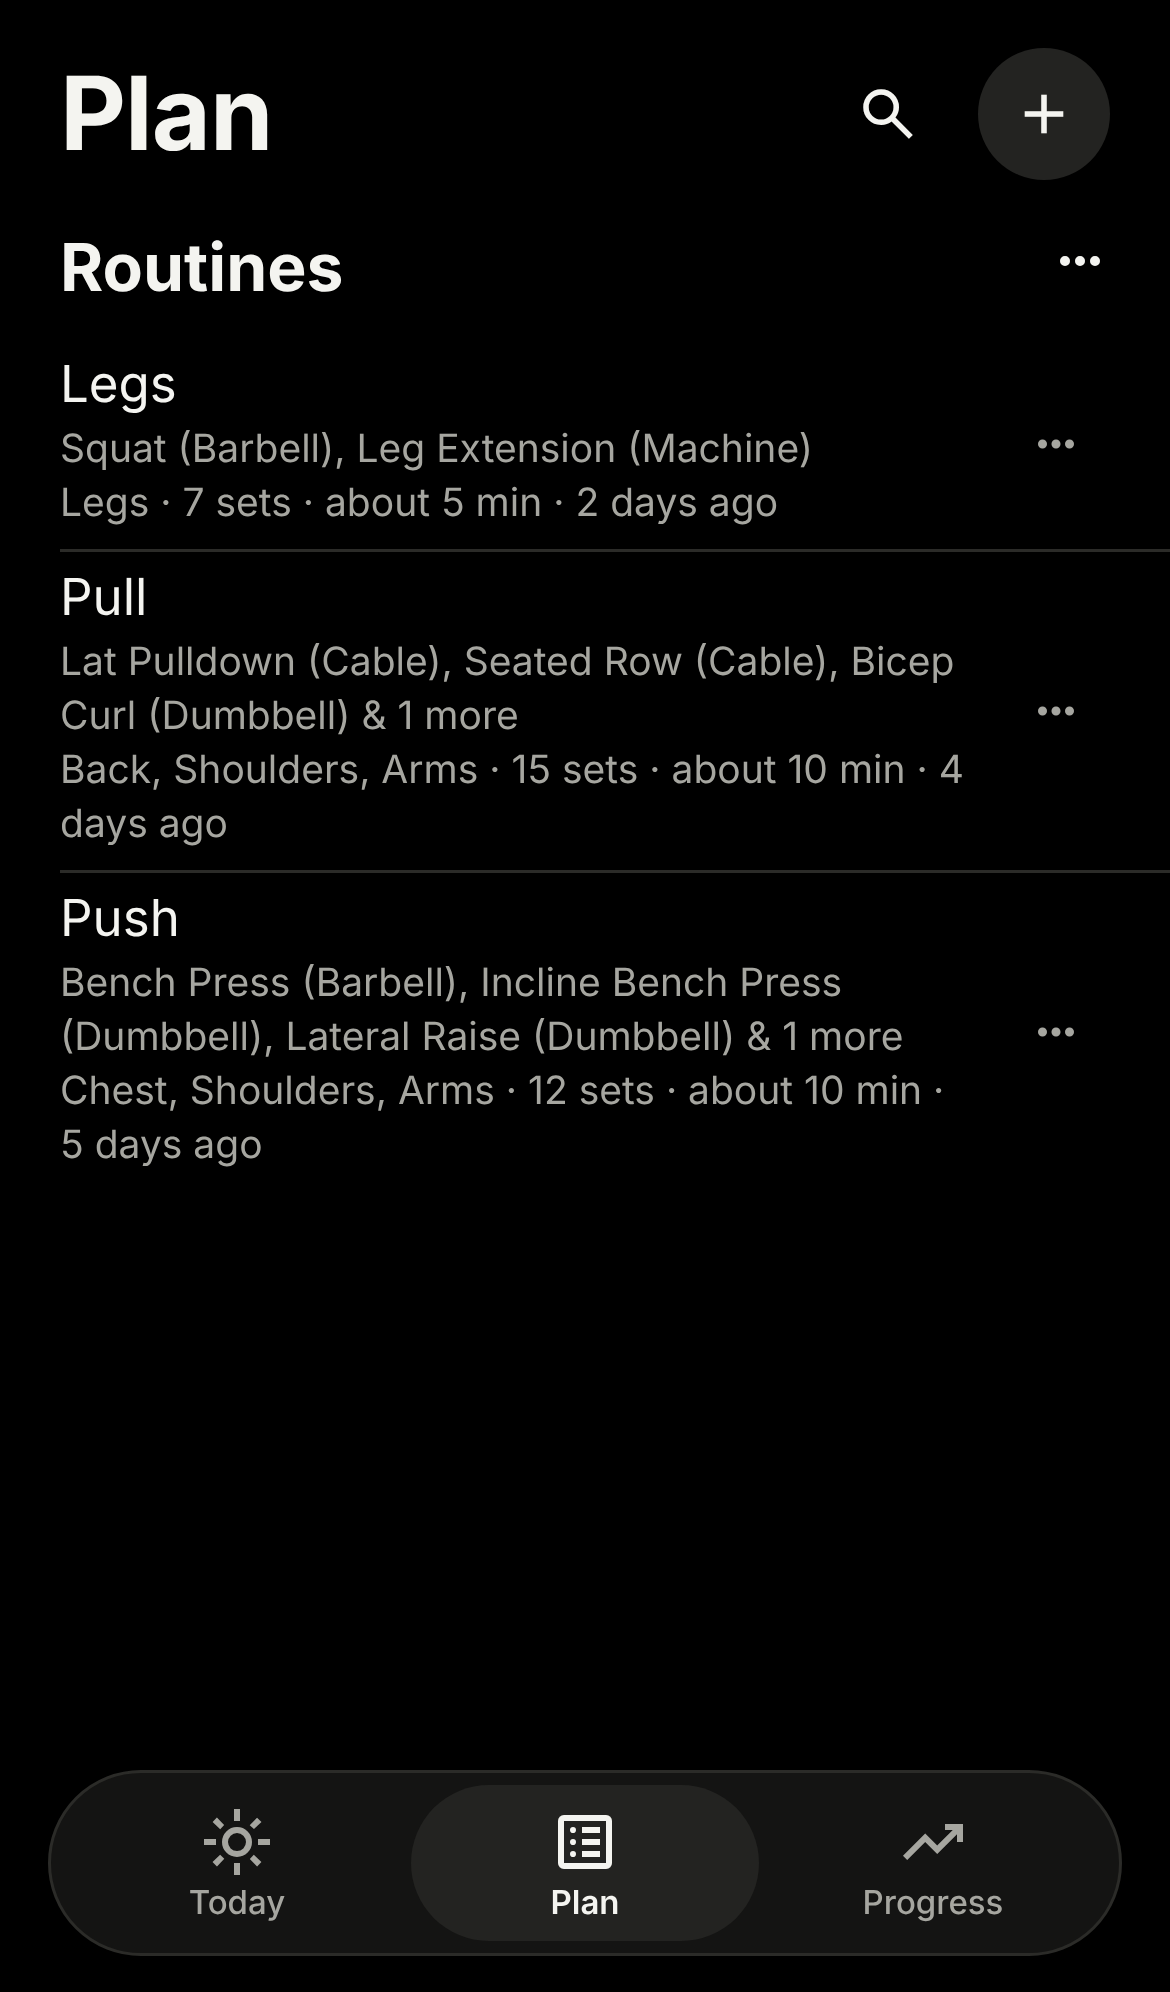 Plan
Routines
Legs
Squat (Barbell), Leg Extension (Machine)
Legs · 7 sets · about 5 min · 2 days ago
Pull
Lat Pulldown (Cable), Seated Row (Cable), Bicep
Curl (Dumbbell) & 1 more
Back, Shoulders, Arms · 15 sets · about 10 min · 4
days ago
Push
Bench Press (Barbell), Incline Bench Press
(Dumbbell), Lateral Raise (Dumbbell) & 1 more
Chest, Shoulders, Arms · 12 sets · about 10 min ·
5 days ago
Today
Plan
Progress